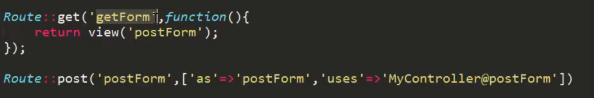 Route::get('getForm',function(){
    return view('postForm');
});
Route::post('postForm',['as'=>'postForm','uses'=>'MyController@postForm'])